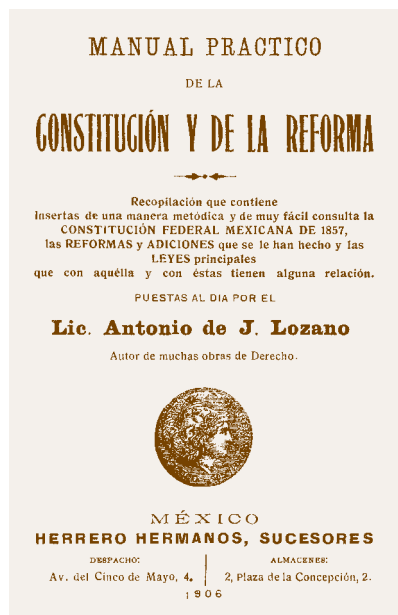 MANUAL PRACTICO
DE LA
CONSTITUCIÓN Y DE LA REFORMA
Recopilación que contiene
insertas de una manera metódica y de muy fácil consulta la
CONSTITUCIÓN FEDERAL MEXICANA DE 1857,
las REFORMAS y ADICIONES que se le han hecho y las
LEYES principales
que con aquélla y con éstas tienen alguna relación.
PUESTAS AL DIA POR EL
Lic. Antonio de J. Lozano
Autor de muchas obras de Derecho.
MÉXICO
HERRERO HERMANOS, SUCESORES
DESPACHO:
Av. del Cinco de Mayo, 4.
ALMACENES:
2, Plaza de la Concepción, 2.
1906